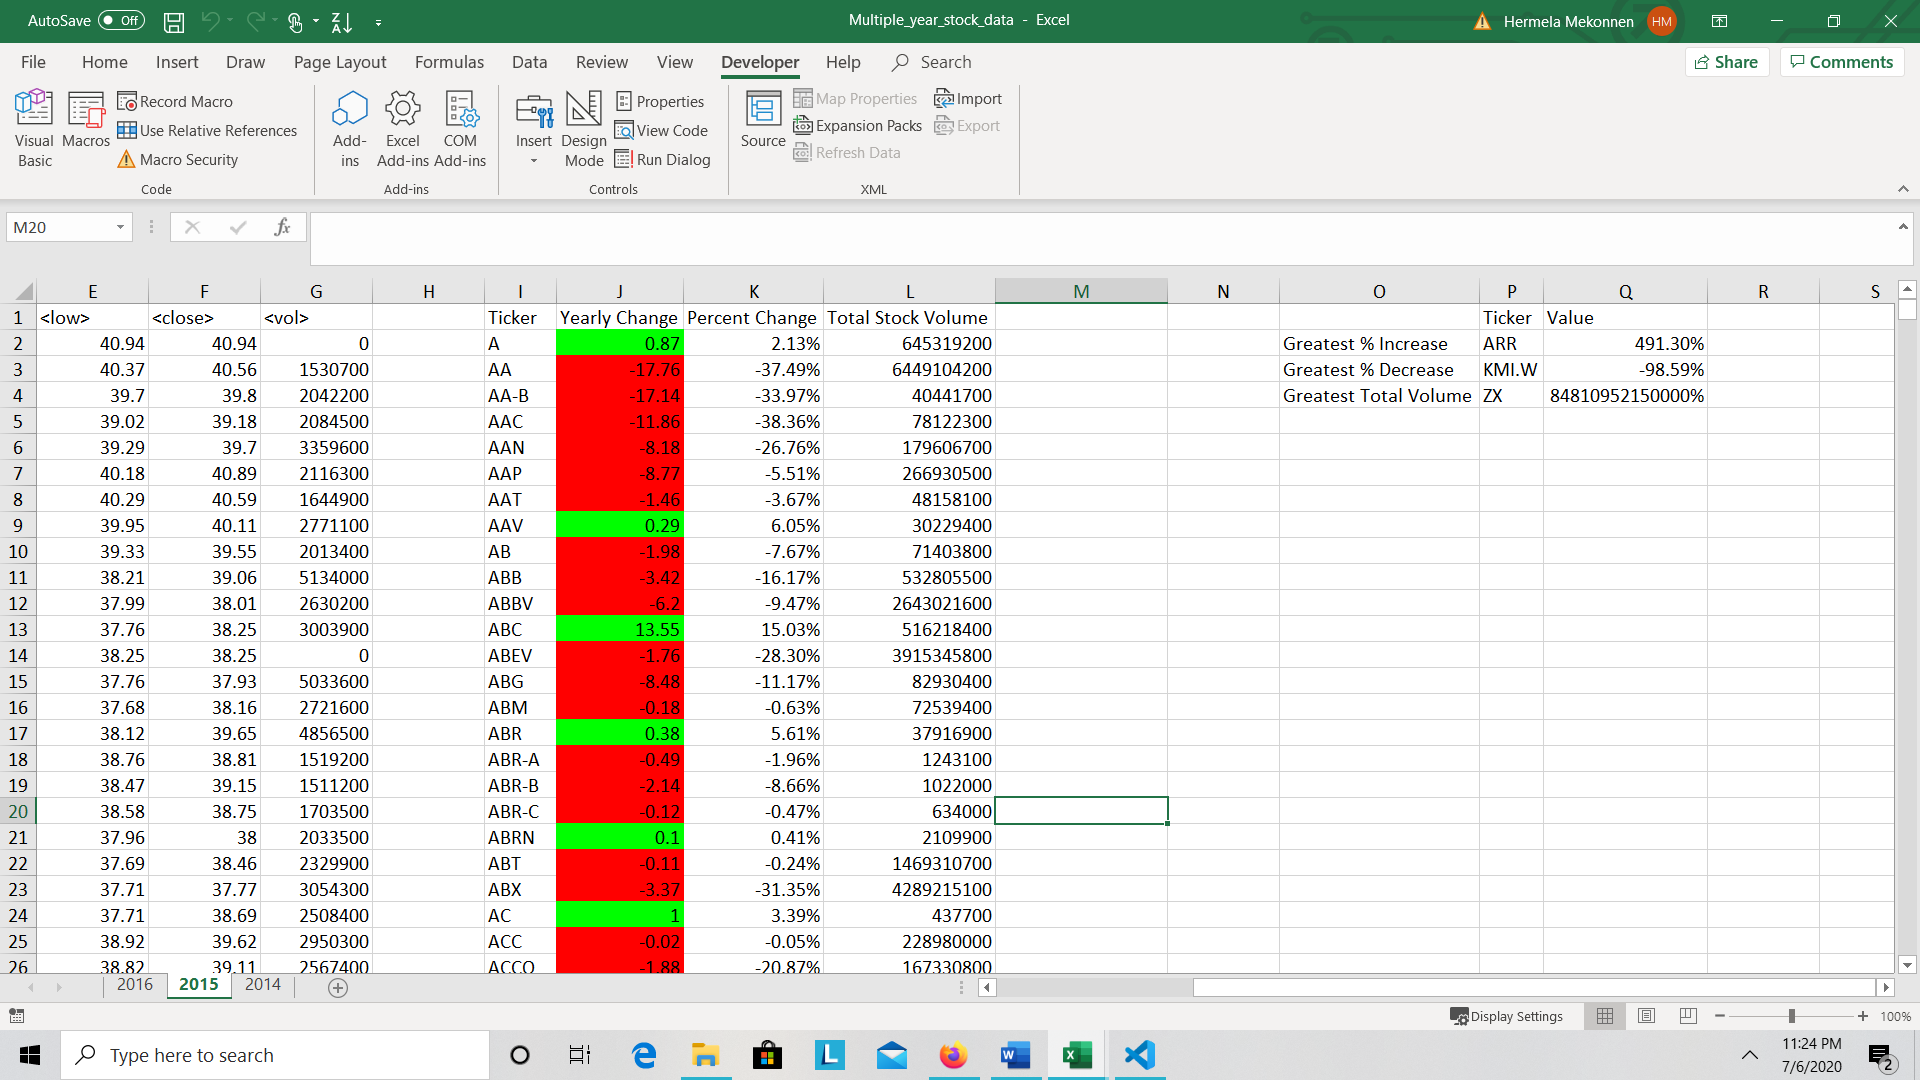 AutoSave Off Multiple_year_stock_data - Excel Hermela Mekonnen HM
File Home Insert Draw Page Layout Formulas Data Review View Developer Help Search Share Comments
Visual Basic
Macros
Record Macro
Use Relative References
Macro Security
Code
Add-ins
Excel Add-ins
COM Add-ins
Add-ins
Insert
Design Mode
Properties
View Code
Run Dialog
Controls
Source
Map Properties
Expansion Packs
Refresh Data
Import
Export
XML
M20 fx
E F G H I J K L M N O P Q R S
1 <low> <close> <vol> Ticker Yearly Change Percent Change Total Stock Volume Ticker Value
2 40.94 40.94 0 A 0.87 2.13% 645319200 Greatest % Increase ARR 491.30%
3 40.37 40.56 1530700 AA -17.76 -37.49% 6449104200 Greatest % Decrease KMI.W -98.59%
4 39.7 39.8 2042200 AA-B -17.14 -33.97% 40441700 Greatest Total Volume ZX 84810952150000%
5 39.02 39.18 2084500 AAC -11.86 -38.36% 78122300
6 39.29 39.7 3359600 AAN -8.18 -26.76% 179606700
7 40.18 40.89 2116300 AAP -8.77 -5.51% 266930500
8 40.29 40.59 1644900 AAT -1.46 -3.67% 48158100
9 39.95 40.11 2771100 AAV 0.29 6.05% 30229400
10 39.33 39.55 2013400 AB -1.98 -7.67% 71403800
11 38.21 39.06 5134000 ABB -3.42 -16.17% 532805500
12 37.99 38.01 2630200 ABBV -6.2 -9.47% 2643021600
13 37.76 38.25 3003900 ABC 13.55 15.03% 516218400
14 38.25 38.25 0 ABEV -1.76 -28.30% 3915345800
15 37.76 37.93 5033600 ABG -8.48 -11.17% 82930400
16 37.68 38.16 2721600 ABM -0.18 -0.63% 72539400
17 38.12 39.65 4856500 ABR 0.38 5.61% 37916900
18 38.76 38.81 1519200 ABR-A -0.49 -1.96% 1243100
19 38.47 39.15 1511200 ABR-B -2.14 -8.66% 1022000
20 38.58 38.75 1703500 ABR-C -0.12 -0.47% 634000
21 37.96 38 2033500 ABRN 0.1 0.41% 2109900
22 37.69 38.46 2329900 ABT -0.11 -0.24% 1469310700
23 37.71 37.77 3054300 ABX -3.37 -31.35% 4289215100
24 37.71 38.69 2508400 AC 1 3.39% 437700
25 38.92 39.62 2950300 ACC -0.02 -0.05% 228980000
26 38.82 39.11 2567400 ACCO -1.88 -20.87% 167330800
2016 2015 2014
Display Settings 100%
Type here to search
11:24 PM
7/6/2020
2